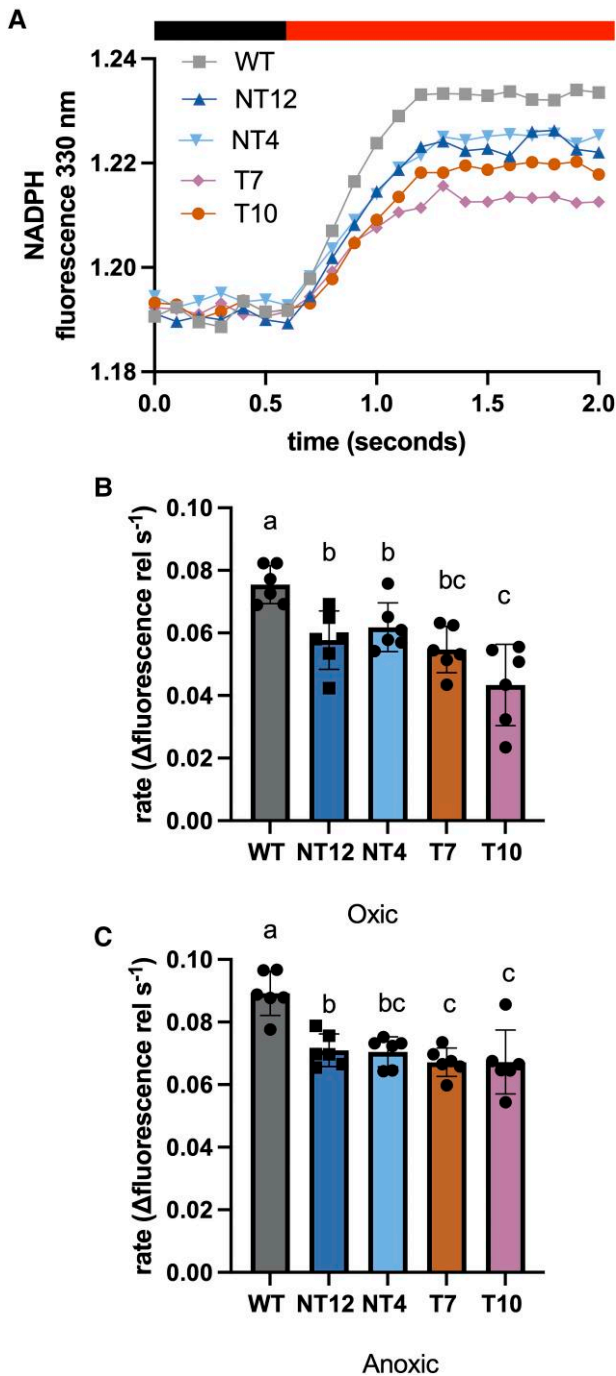 A
WT
NT12
NT4
T7
T10
NADPH
fluorescence 330 nm
1.24
1.22
1.20
1.18
0.0
0.5
1.0
1.5
2.0
time (seconds)
B
rate (Δfluorescence rel s⁻¹)
0.10
0.08
0.06
0.04
0.02
0.00
a
b
b
bc
c
WT
NT12
NT4
T7
T10
Oxic
C
rate (Δfluorescence rel s⁻¹)
0.10
0.08
0.06
0.04
0.02
0.00
a
b
bc
c
c
WT
NT12
NT4
T7
T10
Anoxic